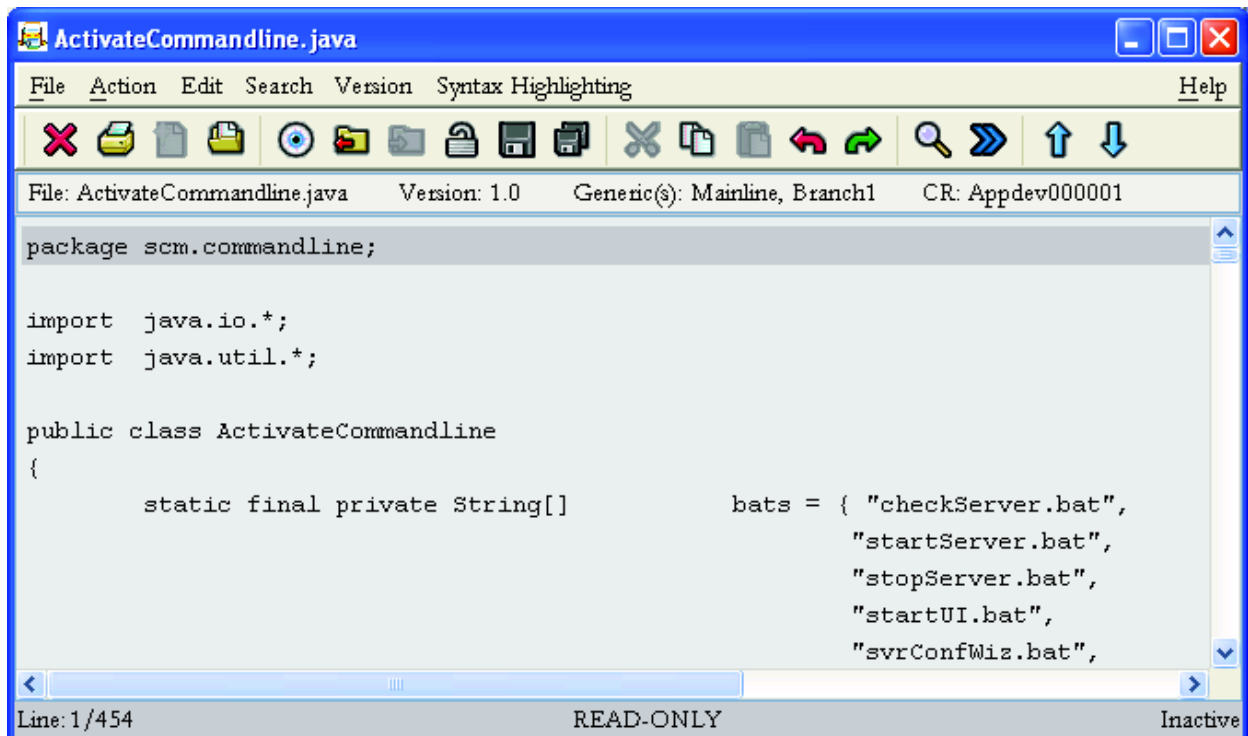 ActivateCommandline.java
File Action Edit Search Version Syntax Highlighting Help
File: ActivateCommandline.java Version: 1.0 Generic(s): Mainline, Branch1 CR: Appdev000001
package scm.commandline;
import java.io.*;
import java.util.*;
public class ActivateCommandline
{
static final private String[] bats = { "checkServer.bat",
"startServer.bat",
"stopServer.bat",
"startUI.bat",
"svrConfWiz.bat",
Line: 1/454 READ-ONLY Inactive